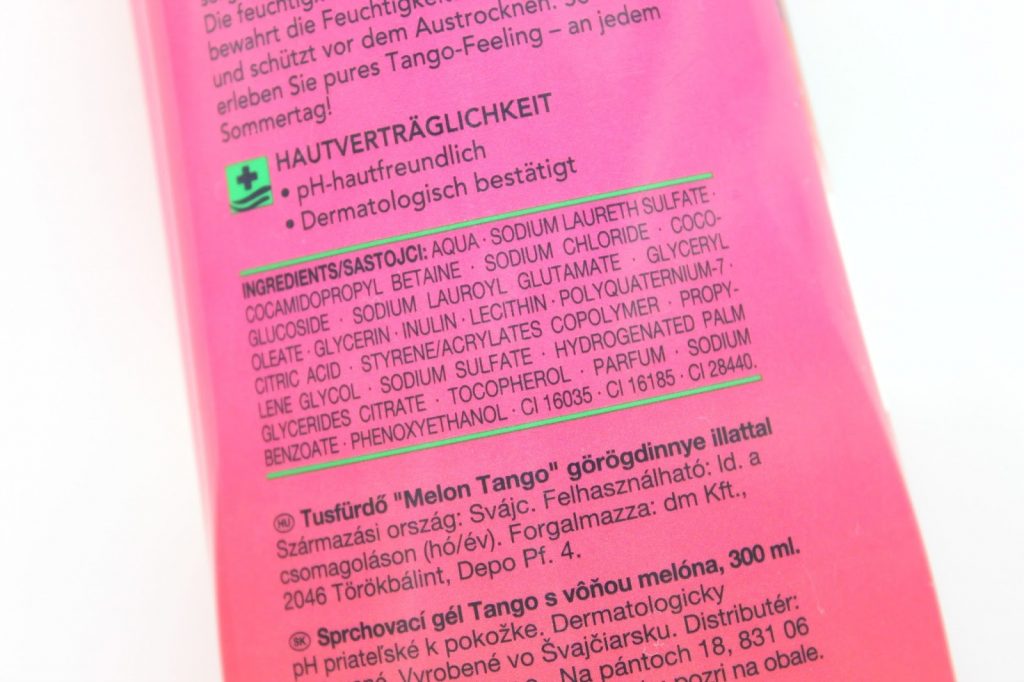 Die feuchtig
bewahrt die Feuchtigkeit
und schützt vor dem Austrocknen. So
erleben Sie pures Tango-Feeling – an jedem
Sommertag!
HAUTVERTRÄGLICHKEIT
• pH-hautfreundlich
• Dermatologisch bestätigt
INGREDIENTS/SASTOJCI: AQUA · SODIUM LAURETH SULFATE ·
COCAMIDOPROPYL BETAINE · SODIUM CHLORIDE · COCO-
GLUCOSIDE · SODIUM LAUROYL GLUTAMATE · GLYCERYL
OLEATE · GLYCERIN · INULIN · LECITHIN · POLYQUATERNIUM-7 ·
CITRIC ACID · STYRENE/ACRYLATES COPOLYMER · PROPY-
LENE GLYCOL · SODIUM SULFATE · HYDROGENATED PALM
GLYCERIDES CITRATE · TOCOPHEROL · PARFUM · SODIUM
BENZOATE · PHENOXYETHANOL · CI 16035 · CI 16185 · CI 28440.
HU Tusfürdő "Melon Tango" görögdinnye illattal
Származási ország: Svájc. Felhasználható: ld. a
csomagoláson (hó/év). Forgalmazza: dm Kft.,
2046 Törökbálint, Depo Pf. 4.
SK Sprchovací gél Tango s vôňou melóna, 300 ml.
pH priateľské k pokožke. Dermatologicky
Vyrobené vo Švajčiarsku. Distributér:
Na pántoch 18, 831 06
pozri na obale.